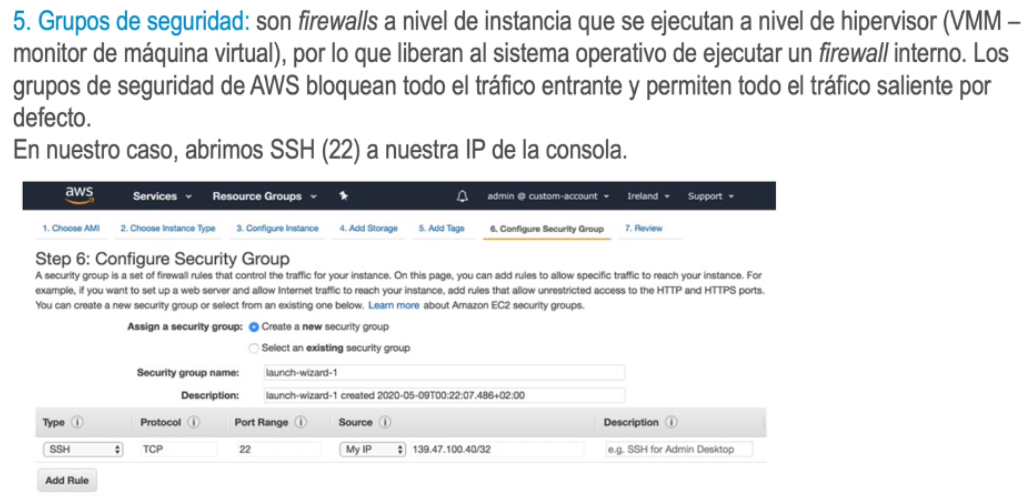 5. Grupos de seguridad: son firewalls a nivel de instancia que se ejecutan a nivel de hipervisor (VMM –
monitor de máquina virtual), por lo que liberan al sistema operativo de ejecutar un firewall interno. Los
grupos de seguridad de AWS bloquean todo el tráfico entrante y permiten todo el tráfico saliente por
defecto.
En nuestro caso, abrimos SSH (22) a nuestra IP de la consola.
aws Services Resource Groups admin @ custom-account Ireland Support
1. Choose AMI 2. Choose Instance Type 3. Configure Instance 4. Add Storage 5. Add Tags 6. Configure Security Group 7. Review
Step 6: Configure Security Group
A security group is a set of firewall rules that control the traffic for your instance. On this page, you can add rules to allow specific traffic to reach your instance. For
example, if you want to set up a web server and allow Internet traffic to reach your instance, add rules that allow unrestricted access to the HTTP and HTTPS ports.
You can create a new security group or select from an existing one below. Learn more about Amazon EC2 security groups.
Assign a security group: Create a new security group
Select an existing security group
Security group name: launch-wizard-1
Description: launch-wizard-1 created 2020-05-09T00:22:07.486+02:00
Type Protocol Port Range Source Description
SSH TCP 22 My IP 139.47.100.40/32 e.g. SSH for Admin Desktop
Add Rule